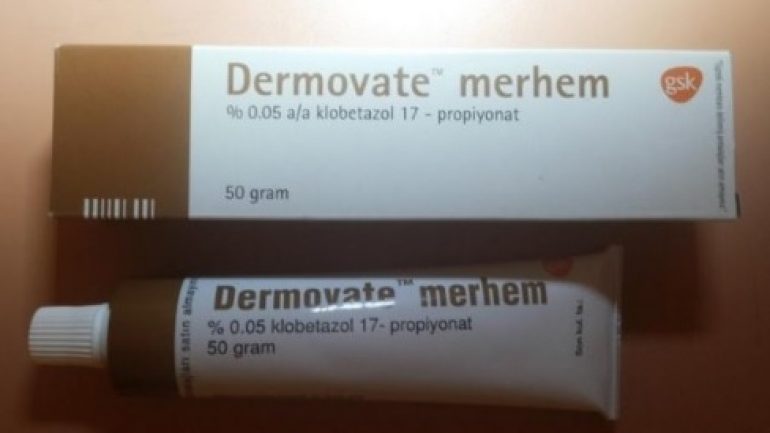 Dermovate™ merhem
gsk
% 0.05 a/a klobetazol 17 - propiyonat
50 gram
Dermovate™ merhem
% 0.05 klobetazol 17- propiyonat
50 gram
satın